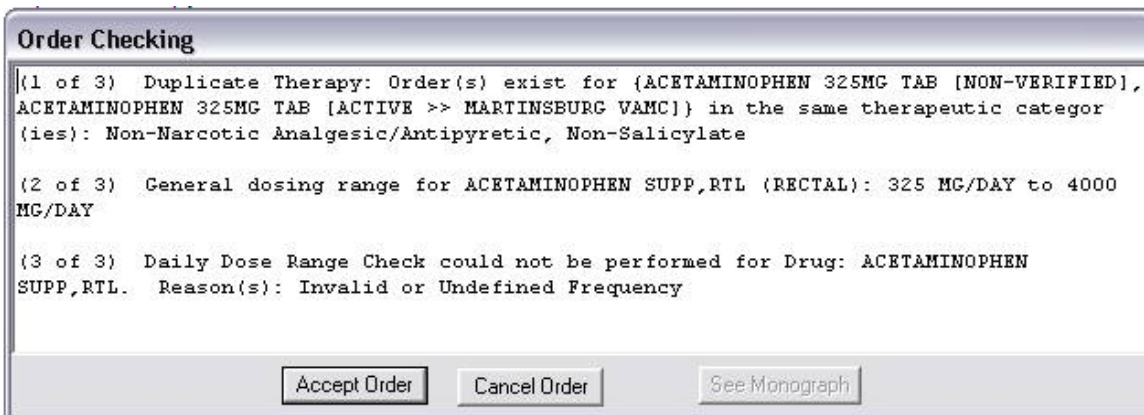 Order Checking
(1 of 3)  Duplicate Therapy: Order(s) exist for {ACETAMINOPHEN 325MG TAB [NON-VERIFIED],
ACETAMINOPHEN 325MG TAB [ACTIVE >> MARTINSBURG VAMC]} in the same therapeutic categor
(ies): Non-Narcotic Analgesic/Antipyretic, Non-Salicylate
(2 of 3)  General dosing range for ACETAMINOPHEN SUPP,RTL (RECTAL): 325 MG/DAY to 4000
MG/DAY
(3 of 3)  Daily Dose Range Check could not be performed for Drug: ACETAMINOPHEN
SUPP,RTL.  Reason(s): Invalid or Undefined Frequency
Accept Order Cancel Order See Monograph